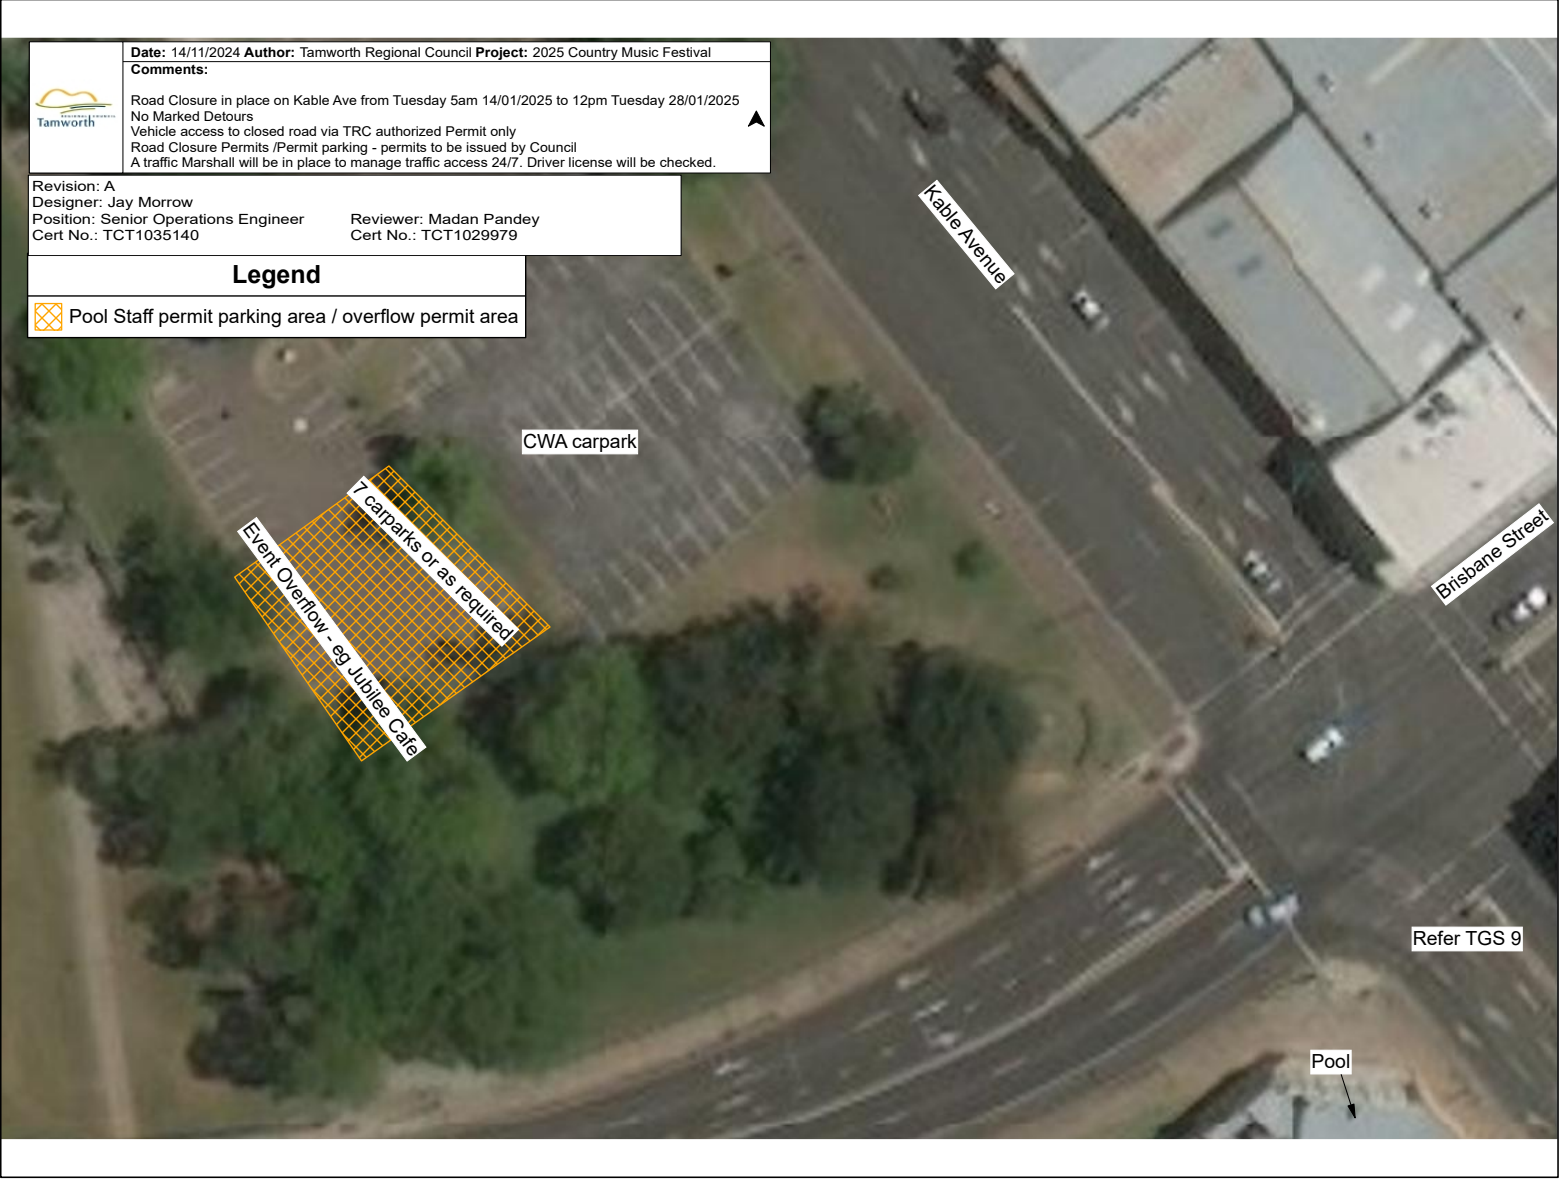 Date: 14/11/2024 Author: Tamworth Regional Council Project: 2025 Country Music Festival
Comments:
Road Closure in place on Kable Ave from Tuesday 5am 14/01/2025 to 12pm Tuesday 28/01/2025
No Marked Detours
Vehicle access to closed road via TRC authorized Permit only
Road Closure Permits /Permit parking - permits to be issued by Council
A traffic Marshall will be in place to manage traffic access 24/7. Driver license will be checked.
REGIONAL COUNCIL
Tamworth
Revision: A
Designer: Jay Morrow
Position: Senior Operations Engineer Reviewer: Madan Pandey
Cert No.: TCT1035140 Cert No.: TCT1029979
Legend
Pool Staff permit parking area / overflow permit area
Kable Avenue
CWA carpark
7 carparks or as required
Event Overflow - eg Jubilee Cafe
Brisbane Street
Refer TGS 9
Pool